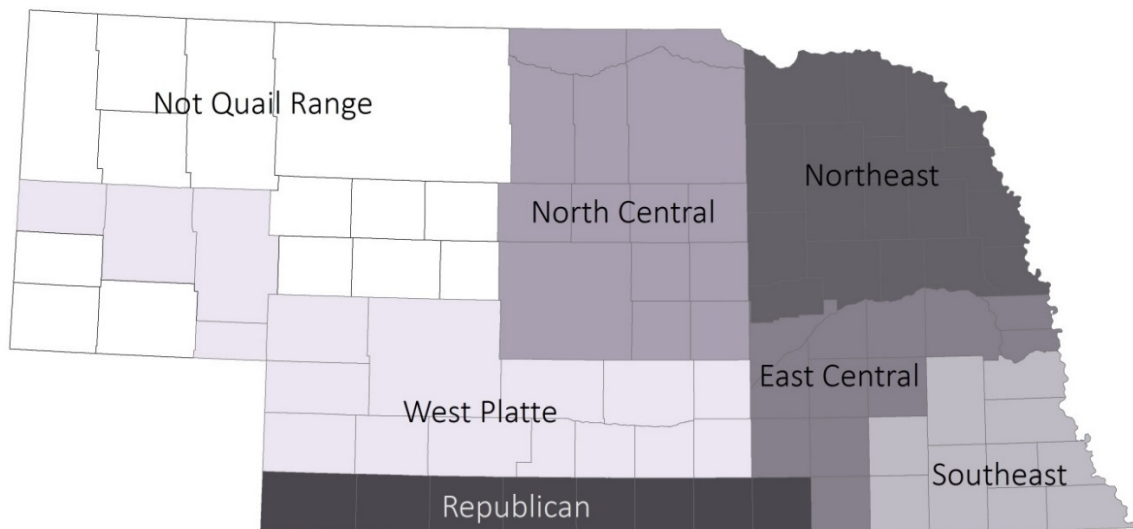 Not Quail Range
Northeast
North Central
East Central
West Platte
Southeast
Republican